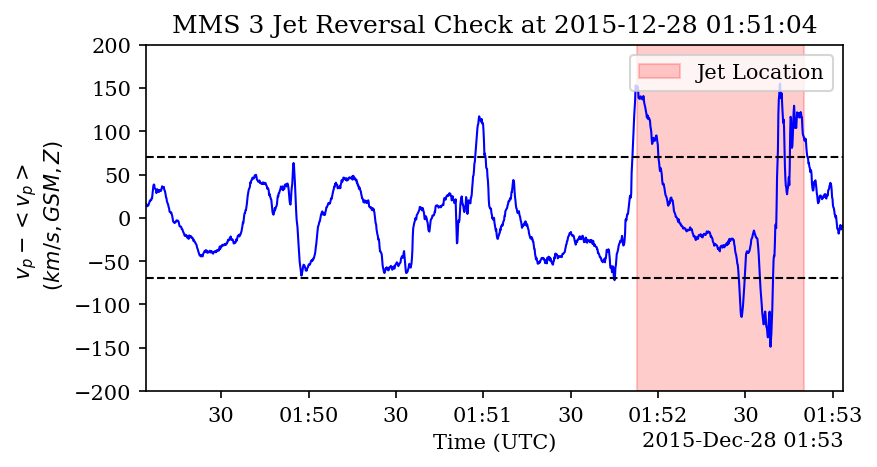 MMS 3 Jet Reversal Check at 2015-12-28 01:51:04
200
150
100
50
0
−50
−100
−150
−200
v_p − < v_p >
(km/s, GSM, Z)
Jet Location
30 01:50 30 01:51 30 01:52 30 01:53
Time (UTC)
2015-Dec-28 01:53